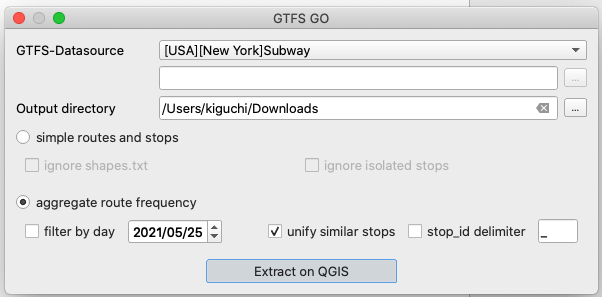 GTFS GO
GTFS-Datasource [USA][New York]Subway
...
Output directory /Users/kiguchi/Downloads ...
simple routes and stops
ignore shapes.txt ignore isolated stops
aggregate route frequency
filter by day 2021/05/25 unify similar stops stop_id delimiter _
Extract on QGIS